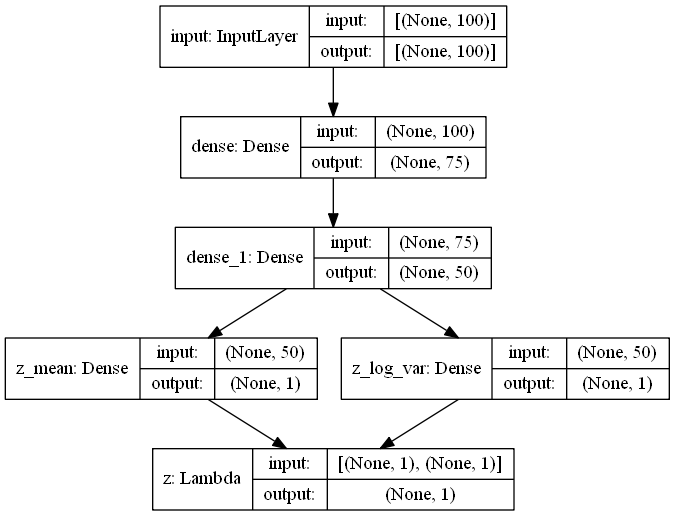 input: InputLayer
input:
[(None, 100)]
output:
[(None, 100)]
dense: Dense
input:
(None, 100)
output:
(None, 75)
dense_1: Dense
input:
(None, 75)
output:
(None, 50)
z_mean: Dense
input:
(None, 50)
output:
(None, 1)
z_log_var: Dense
input:
(None, 50)
output:
(None, 1)
z: Lambda
input:
[(None, 1), (None, 1)]
output:
(None, 1)